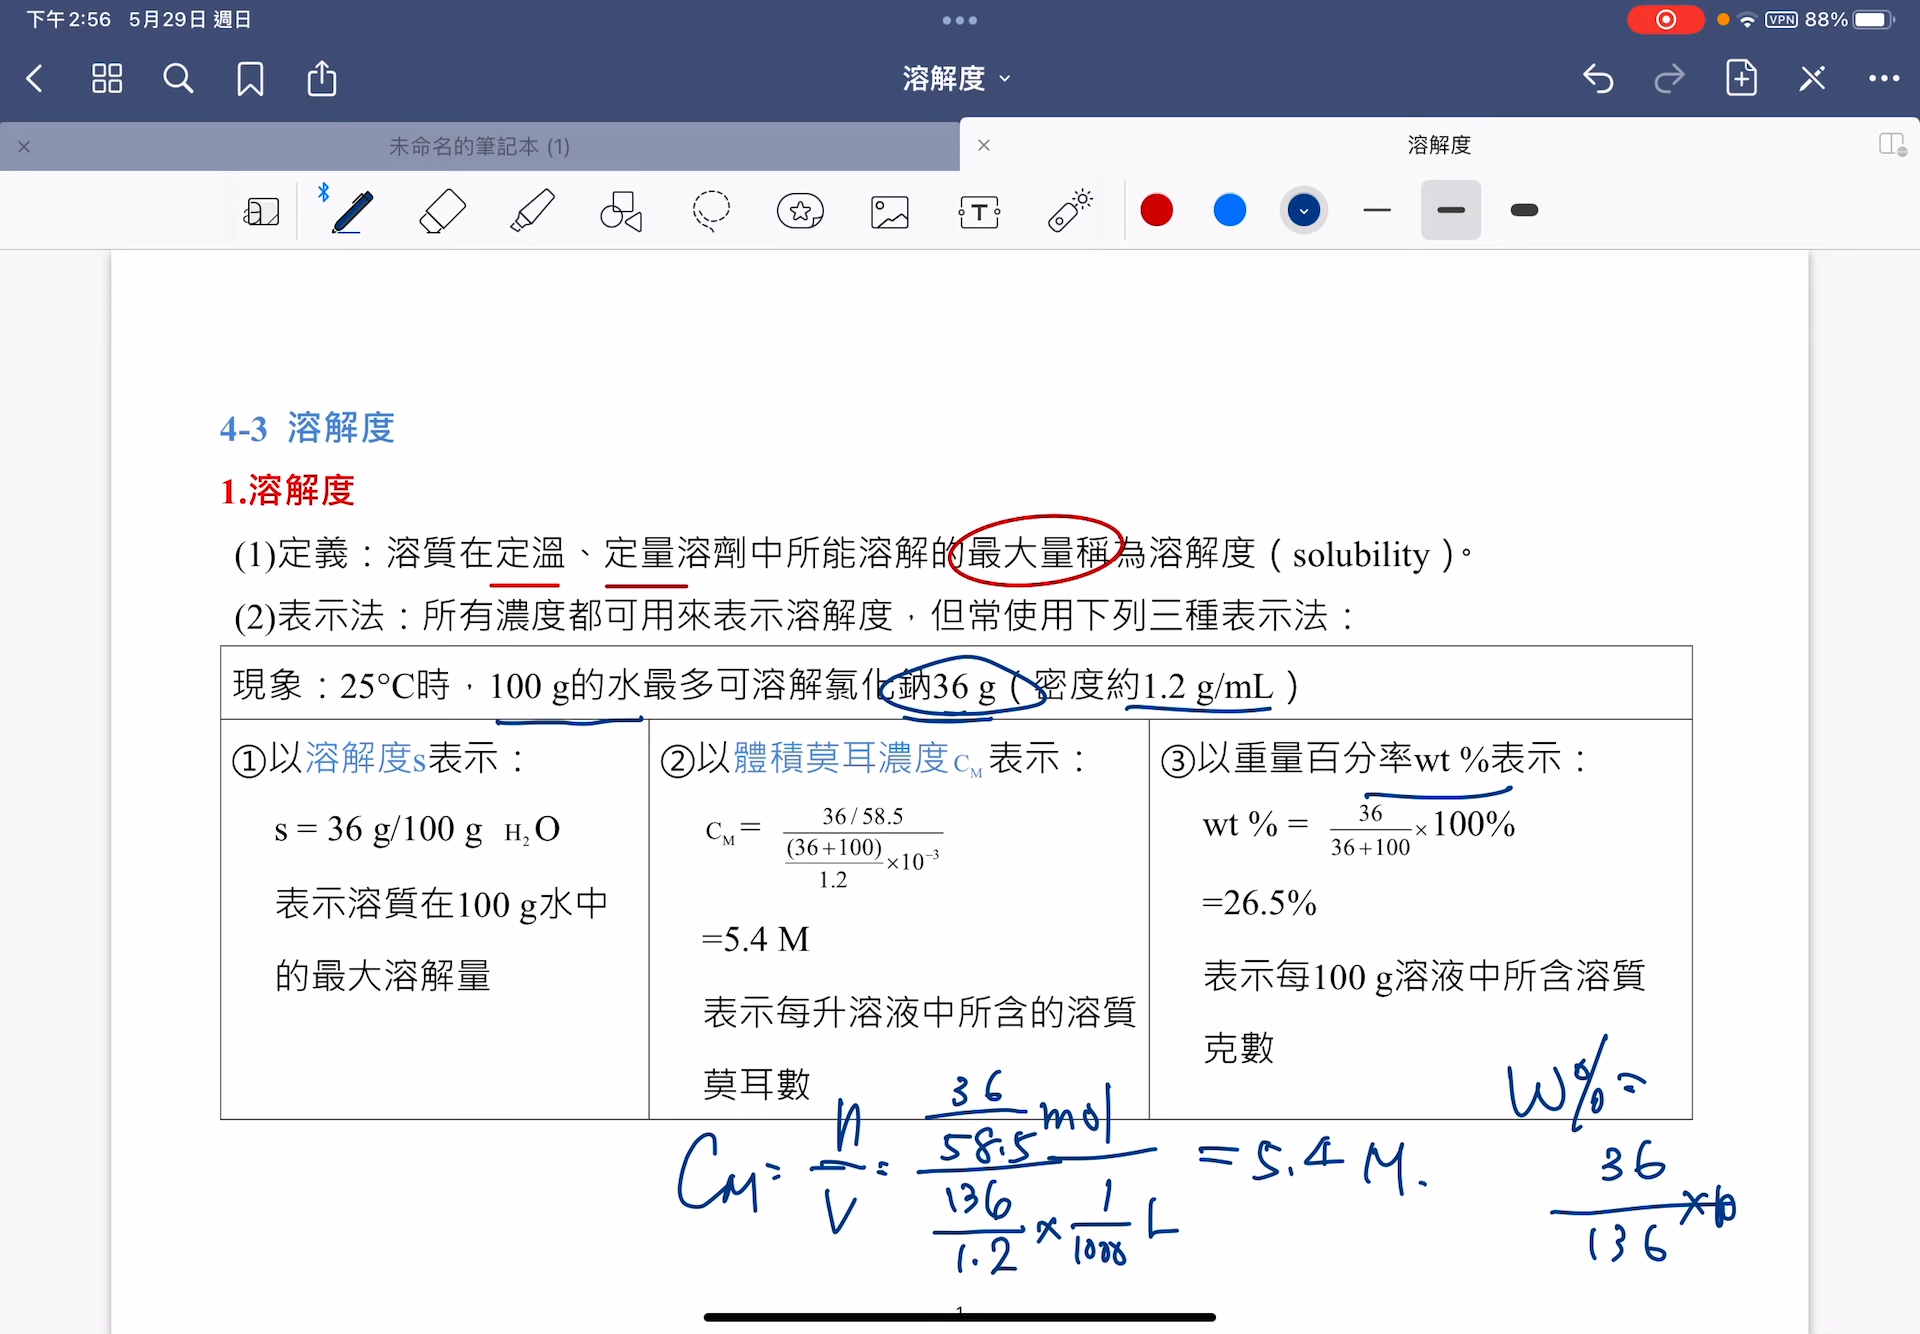 下午2:56 5月29日 週日
VPN 88%
溶解度
未命名的筆記本 (1)
溶解度
T
4-3 溶解度
1.溶解度
(1)定義：溶質在定溫、定量溶劑中所能溶解的最大量稱為溶解度（solubility）。
(2)表示法：所有濃度都可用來表示溶解度，但常使用下列三種表示法：
現象：25°C時，100 g的水最多可溶解氯化鈉36 g（密度約1.2 g/mL）
①以溶解度s表示：
s = 36 g/100 g H₂O
表示溶質在100 g水中
的最大溶解量
②以體積莫耳濃度C_M表示：
C_M = 36/58.5
(36+100)
1.2 ×10⁻³
=5.4 M
表示每升溶液中所含的溶質
莫耳數
③以重量百分率wt %表示：
wt % = 36
36+100 ×100%
=26.5%
表示每100 g溶液中所含溶質
克數
C_M = n/V = 36/58.5 mol
136/1.2 × 1/1000 L
= 5.4 M.
W% =
36
136 ×
1